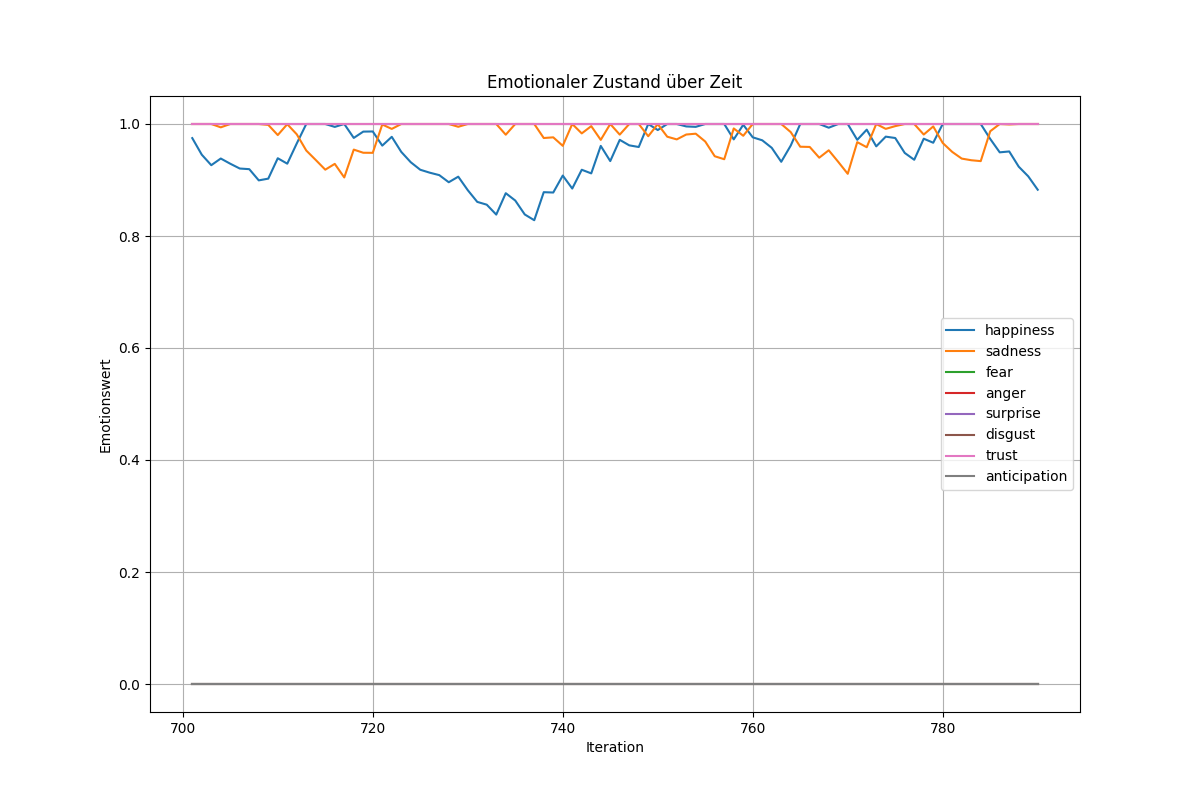 Emotionaler Zustand über Zeit
1.0
0.8
0.6
0.4
0.2
0.0
Emotionswert
happiness
sadness
fear
anger
surprise
disgust
trust
anticipation
700 720 740 760 780
Iteration